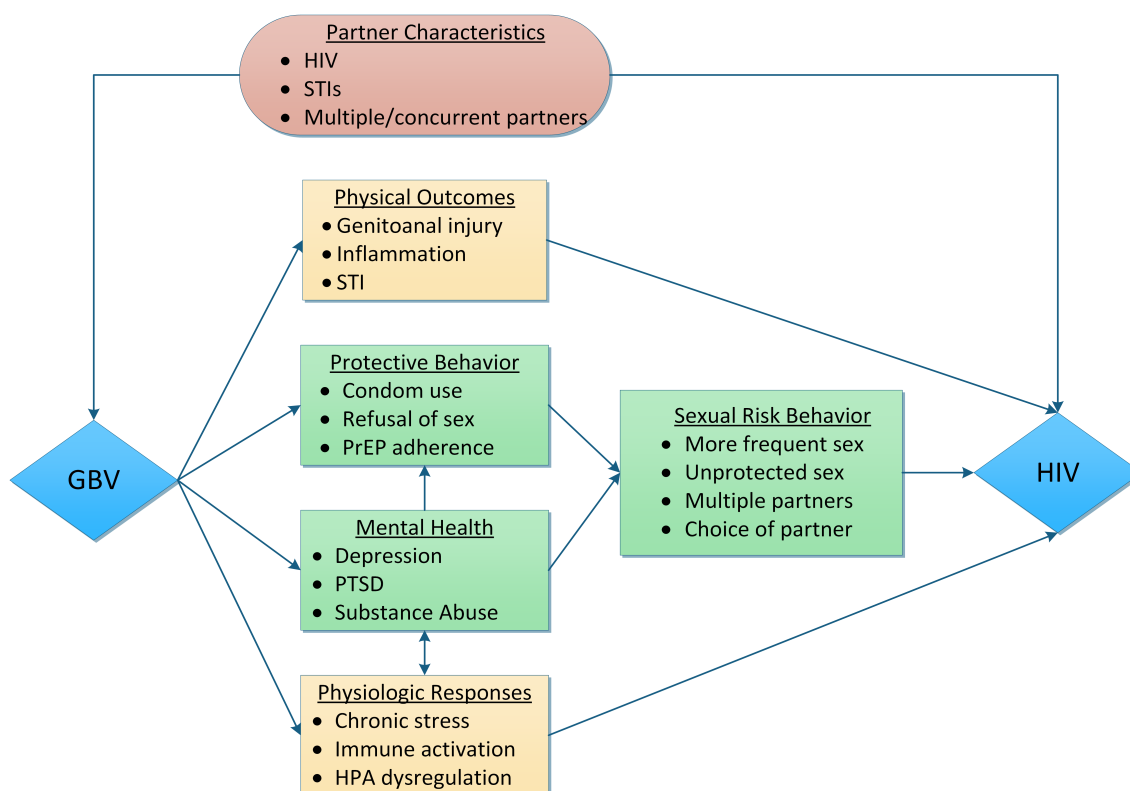 Partner Characteristics
• HIV
• STIs
• Multiple/concurrent partners
Physical Outcomes
• Genitoanal injury
• Inflammation
• STI
Protective Behavior
• Condom use
• Refusal of sex
• PrEP adherence
Sexual Risk Behavior
• More frequent sex
• Unprotected sex
• Multiple partners
• Choice of partner
GBV
HIV
Mental Health
• Depression
• PTSD
• Substance Abuse
Physiologic Responses
• Chronic stress
• Immune activation
• HPA dysregulation